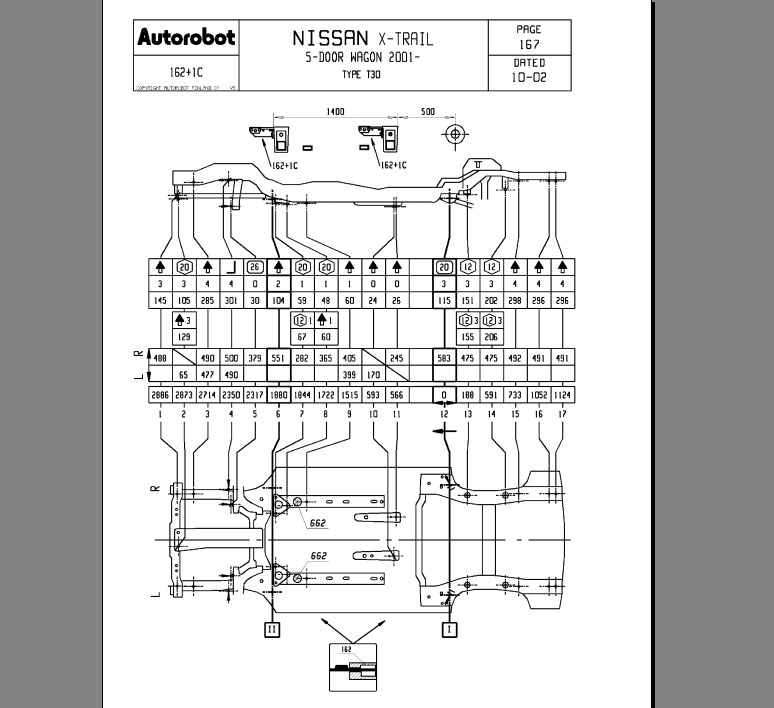 Autorobot
162+1C
COPYRIGHT AUTOROBOT FINLAND OY V5
NISSAN X-TRAIL
5-DOOR WAGON 2001-
TYPE T30
PAGE
167
DATED
10-02
1400 500
162+1C 162+1C
20 26 20 20 20 12 12
3 3 4 4 0 2 1 1 1 0 0 3 3 3 4 4 4
145 105 285 301 30 104 59 48 60 24 26 115 151 202 298 296 296
3 12 1 1 12 3 12 3
129 67 60 155 206
R 488 490 500 379 551 282 365 405 245 583 475 475 492 491 491
L 65 477 490 399 170
2886 2873 2714 2350 2317 1880 1844 1722 1515 593 566 0 188 591 733 1052 1124
1 2 3 4 5 6 7 8 9 10 11 12 13 14 15 16 17
R
662
662
L
II I
162